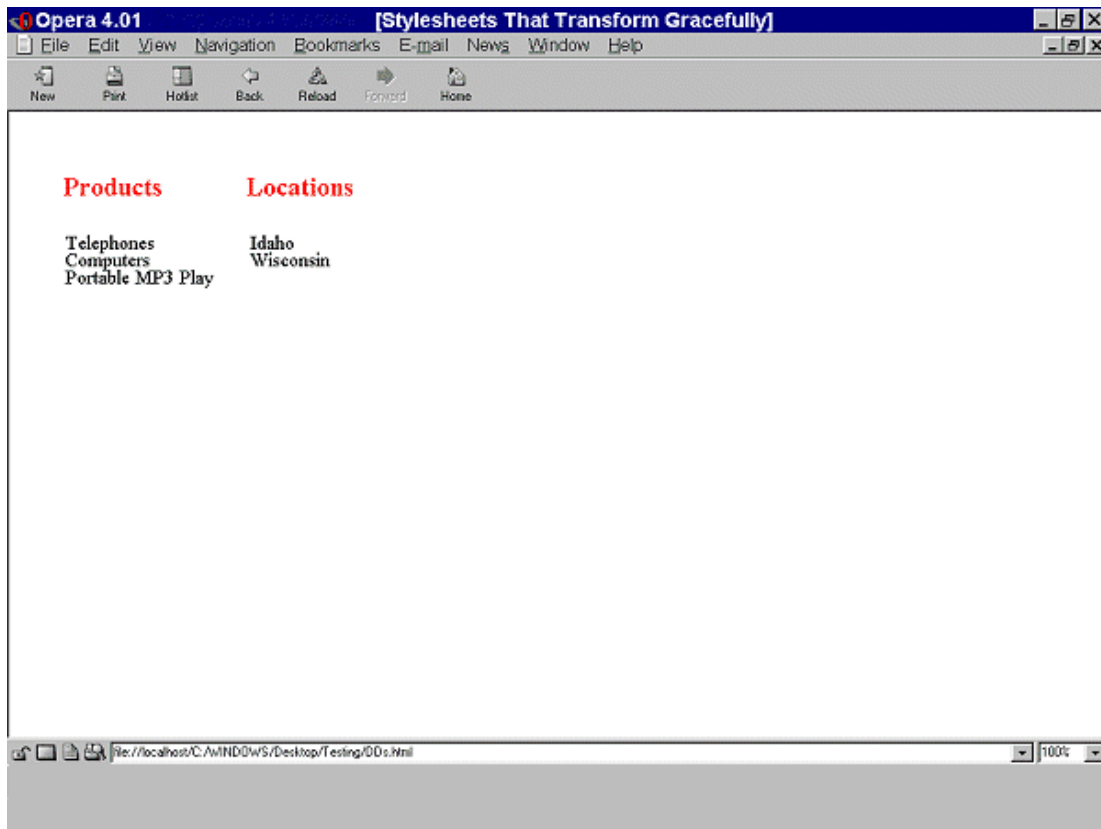 Opera 4.01 [Stylesheets That Transform Gracefully]
File Edit View Navigation Bookmarks E-mail News Window Help
New Print Hotlist Back Reload Forward Home
Products Locations
Telephones Idaho
Computers Wisconsin
Portable MP3 Play
file://localhost/C:/WINDOWS/Desktop/Testing/DDs.html 100%